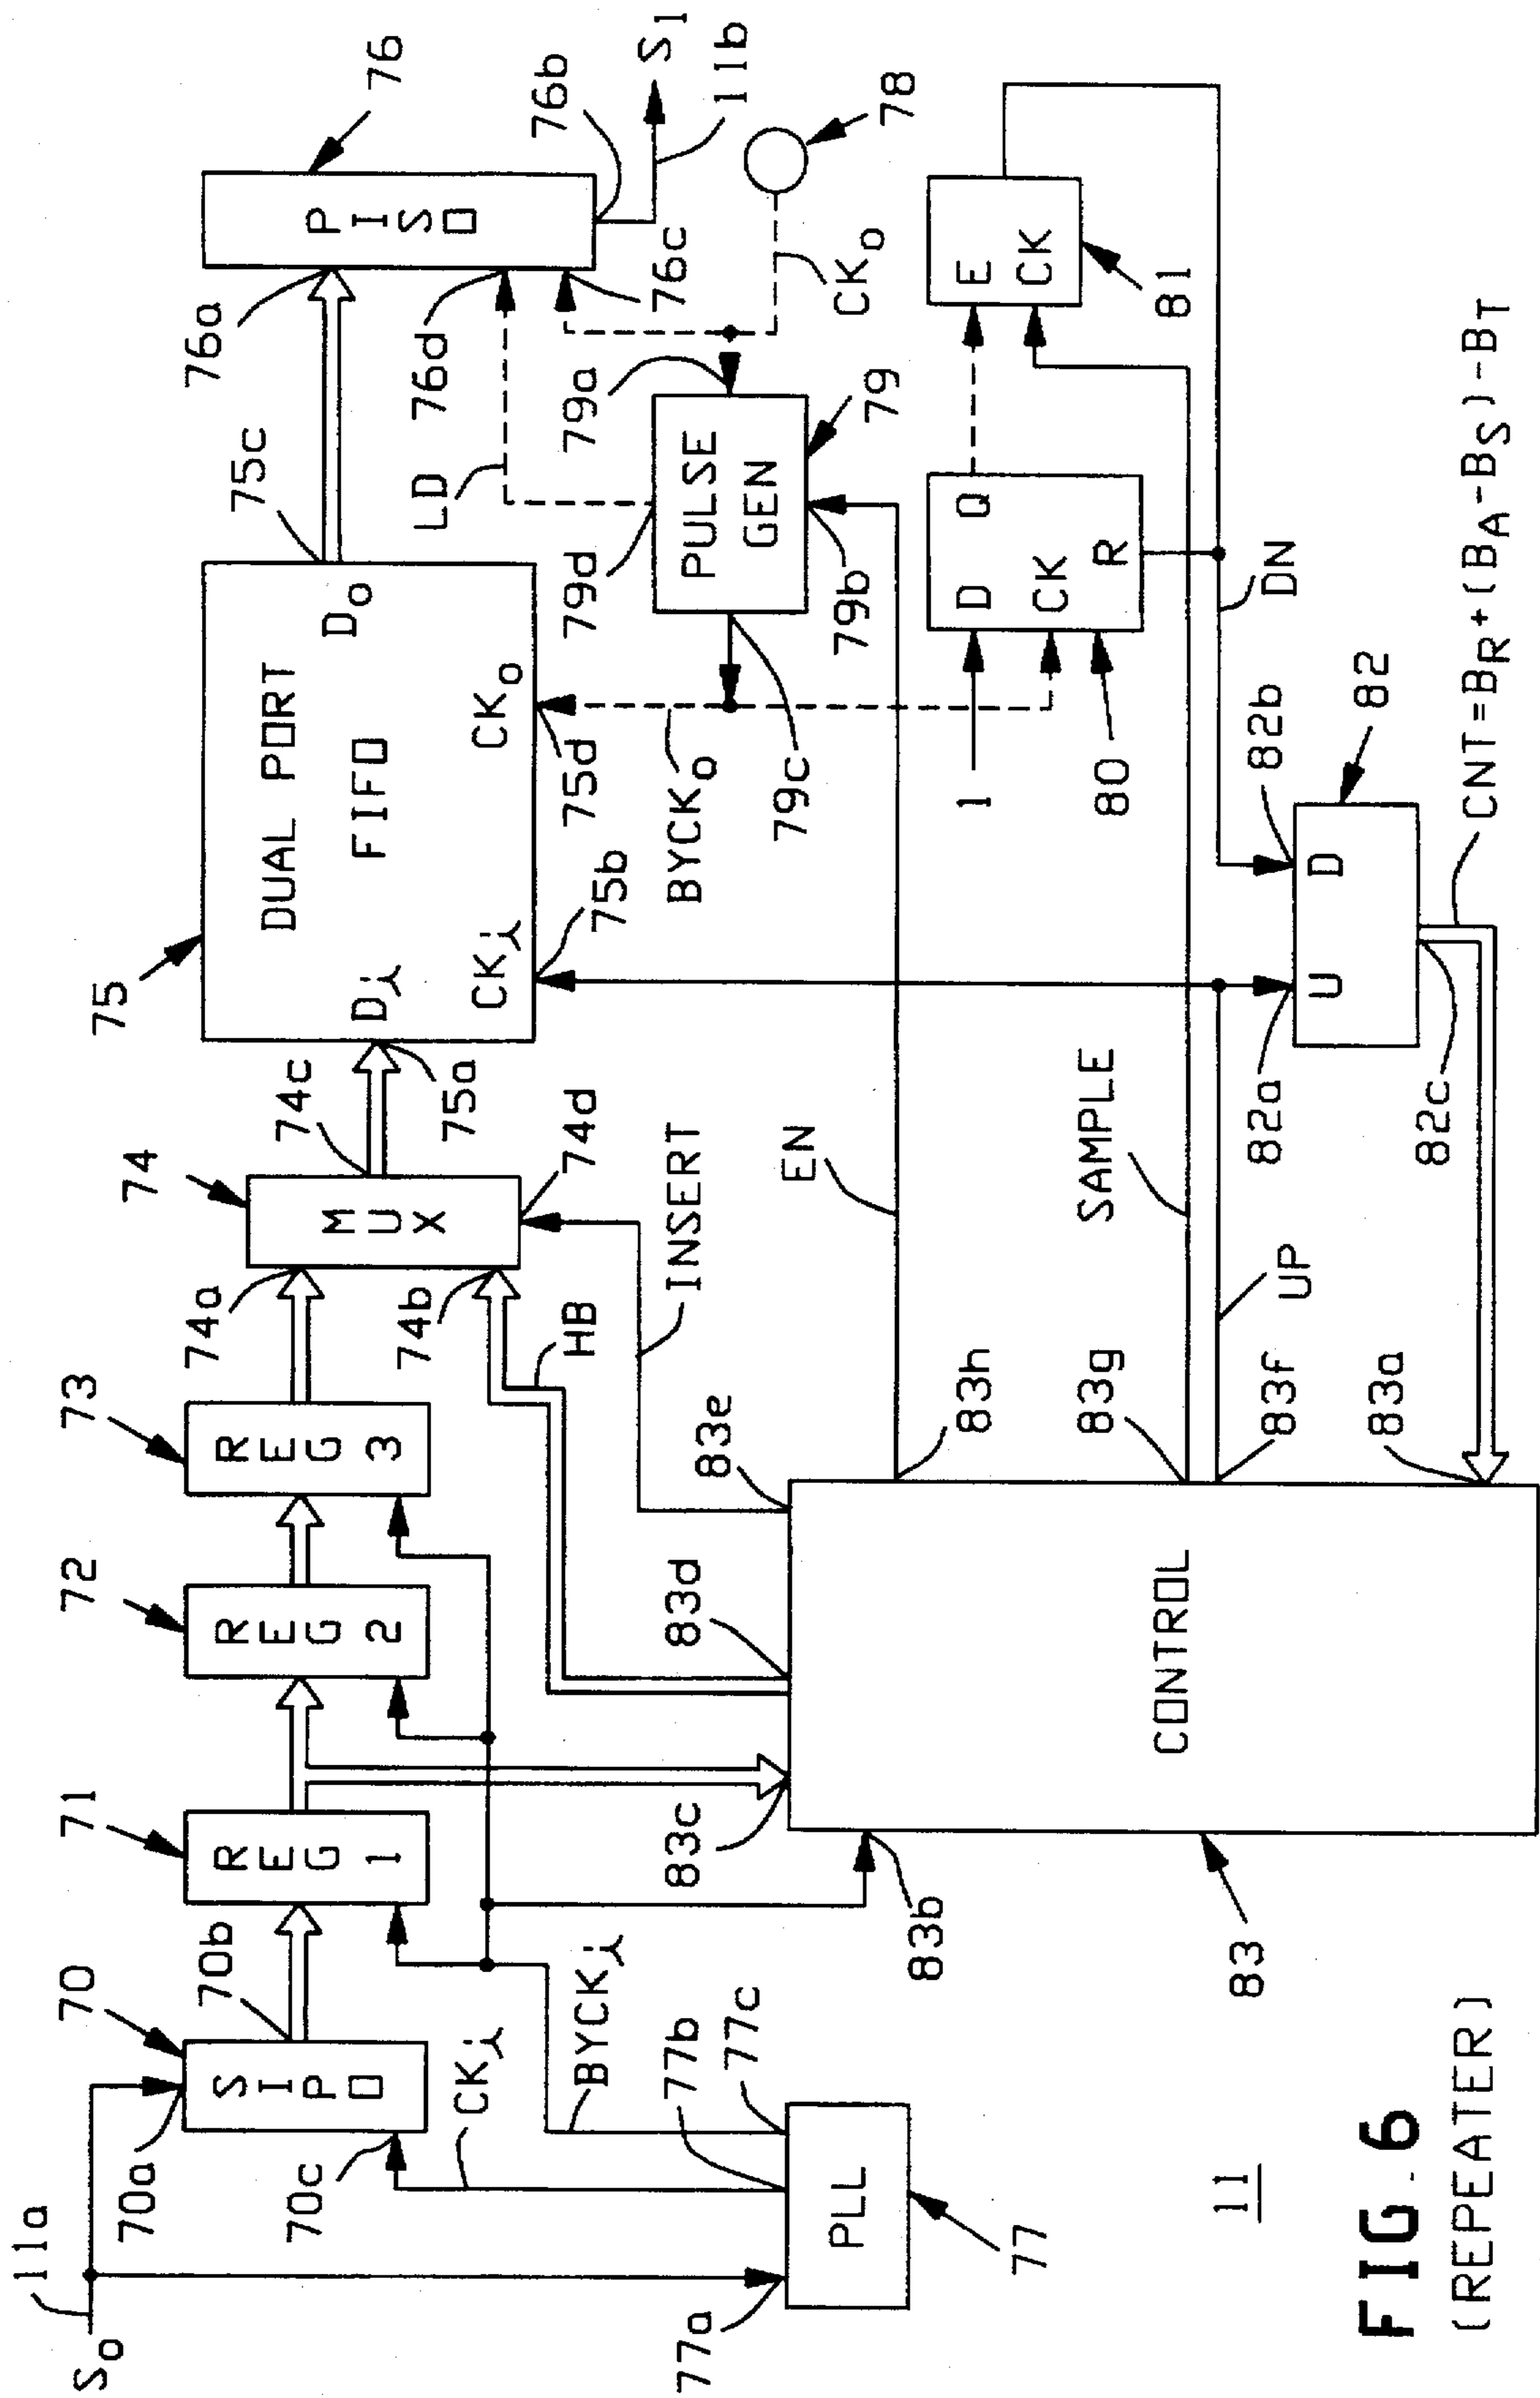 S₀
11a
70a
70
SIPO
70b
70c
CKi
71
REG 1
72
REG 2
73
REG 3
74
74a
MUX
74b
74c
74d
75
75a
DUAL PORT
FIFO
Di
Do
CKi
CKo
75b
75c
75d
76
76a
PISO
76b
76c
76d
S₁
11b
77a
PLL
77
77b
77c
BYCKi
HB
INSERT
LD
BYCKo
79a
PULSE
GEN
79
79b
79c
79d
78
CKo
83b
83c
83d
83e
83h
EN
CONTROL
83
83g
SAMPLE
83f
UP
83a
1
D Q
CK
R
80
E
CK
81
DN
82a
U
D
82b
82
82c
CNT=BR+(BA-BS)-BT
11
FIG. 6
(REPEATER)